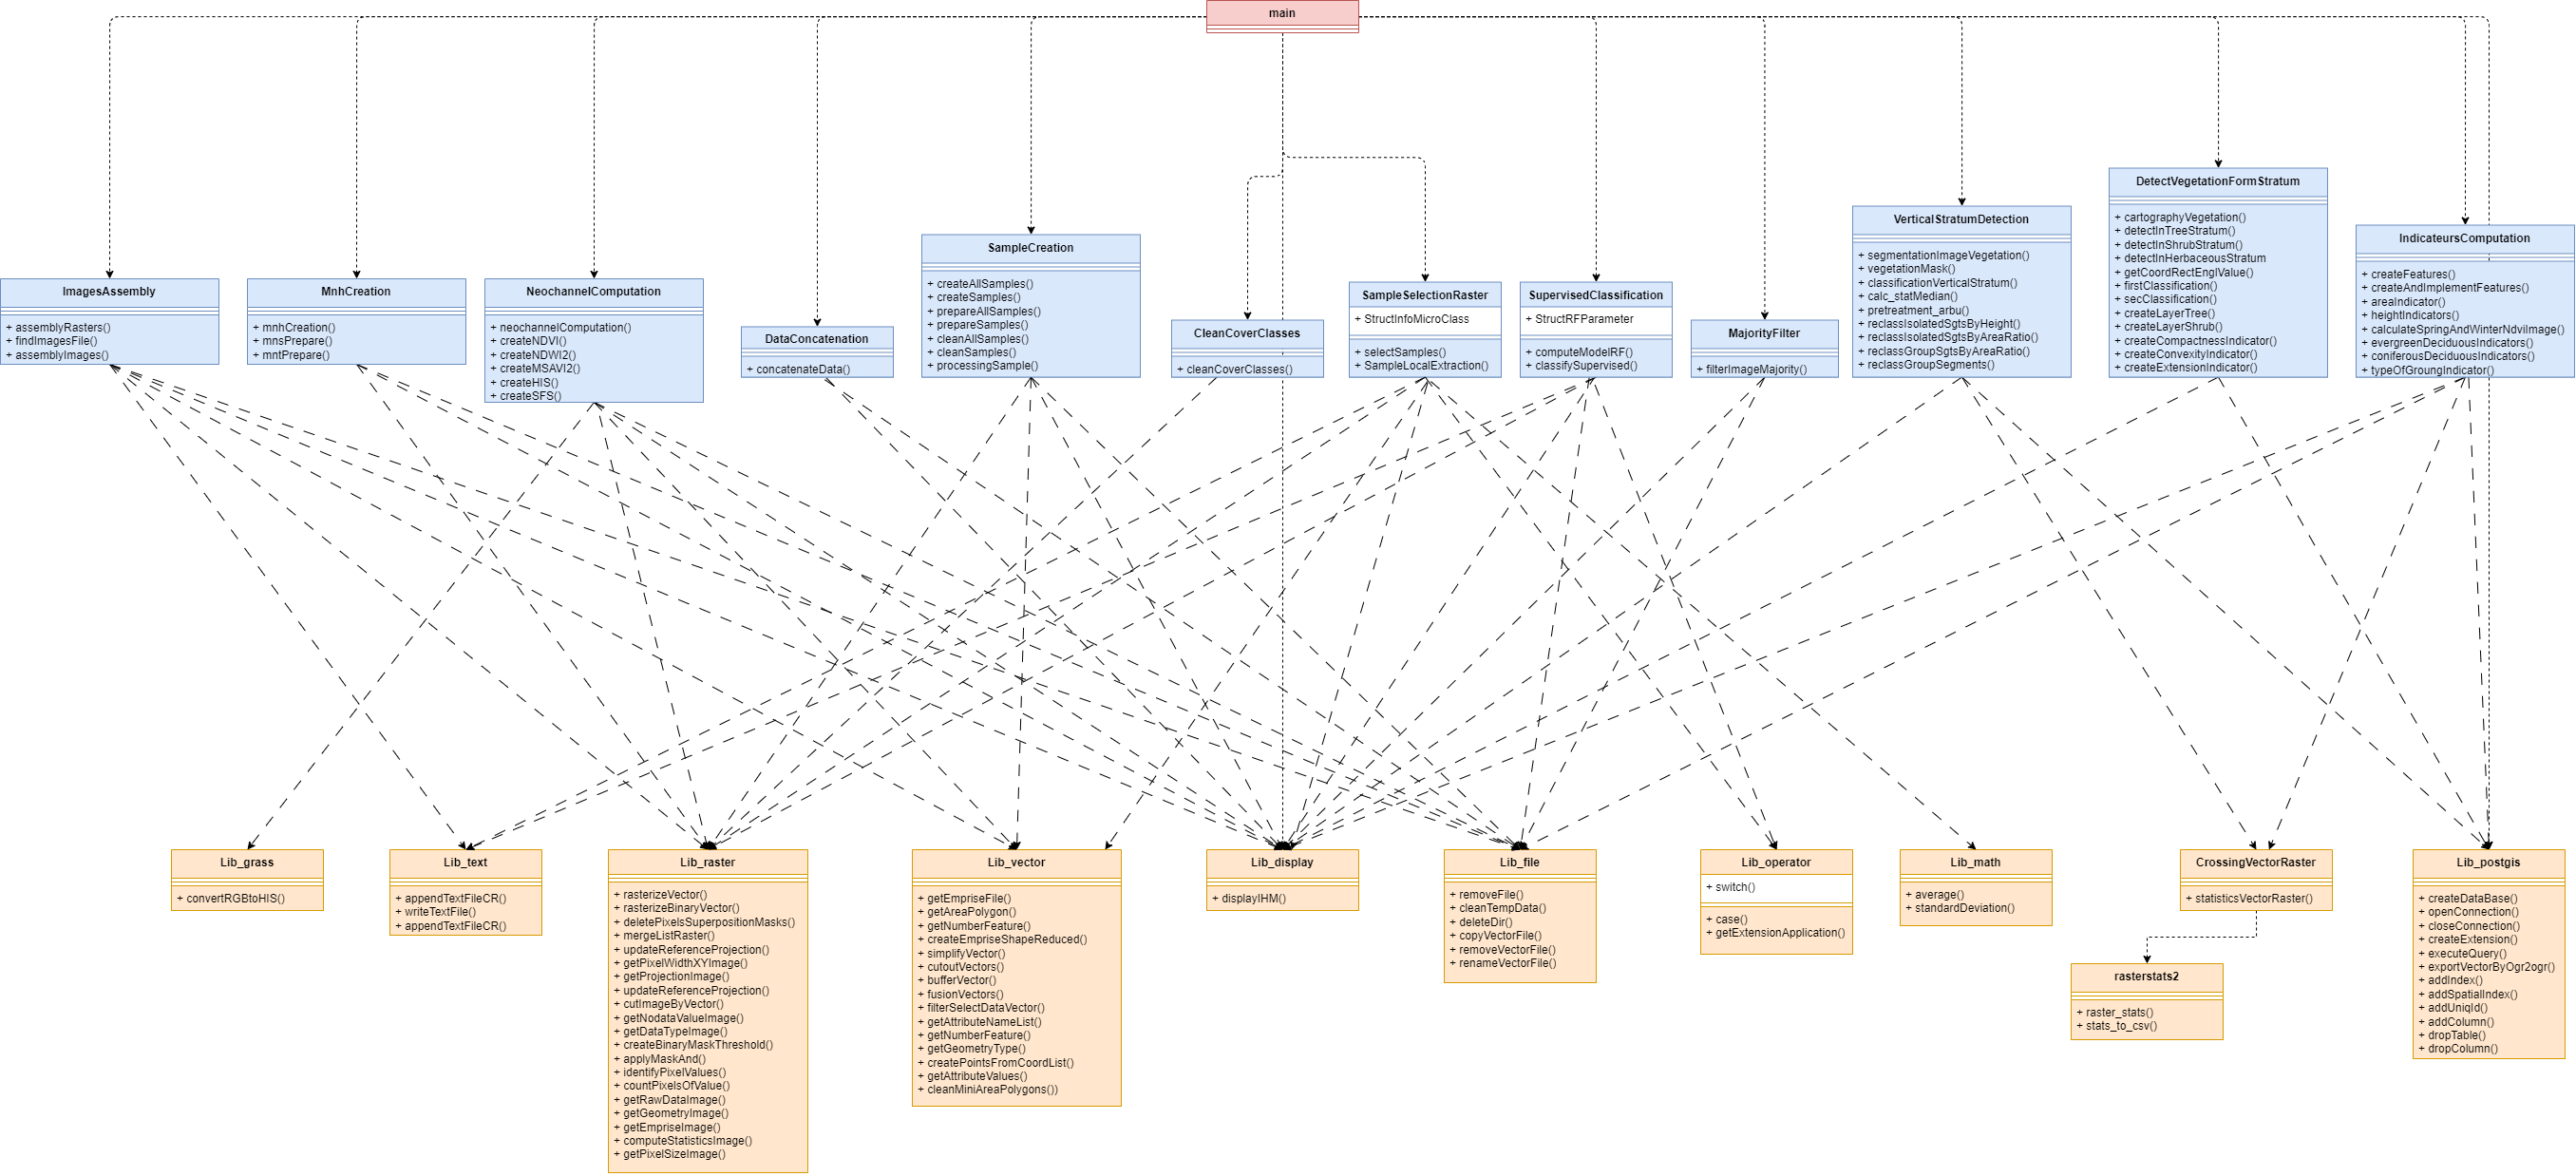 main
ImagesAssembly
+ assemblyRasters()
+ findImagesFile()
+ assemblyImages()
MnhCreation
+ mnhCreation()
+ mnsPrepare()
+ mntPrepare()
NeochannelComputation
+ neochannelComputation()
+ createNDVI()
+ createNDWI2()
+ createMSAVI2()
+ createHIS()
+ createSFS()
DataConcatenation
+ concatenateData()
SampleCreation
+ createAllSamples()
+ createSamples()
+ prepareAllSamples()
+ prepareSamples()
+ cleanAllSamples()
+ cleanSamples()
+ processingSample()
CleanCoverClasses
+ cleanCoverClasses()
SampleSelectionRaster
+ StructInfoMicroClass
+ selectSamples()
+ SampleLocalExtraction()
SupervisedClassification
+ StructRFParameter
+ computeModelRF()
+ classifySupervised()
MajorityFilter
+ filterImageMajority()
VerticalStratumDetection
+ segmentationImageVegetation()
+ vegetationMask()
+ classificationVerticalStratum()
+ calc_statMedian()
+ pretreatment_arbu()
+ reclassIsolatedSgtsByHeight()
+ reclassIsolatedSgtsByAreaRatio()
+ reclassGroupSgtsByAreaRatio()
+ reclassGroupSegments()
DetectVegetationFormStratum
+ cartographyVegetation()
+ detectInTreeStratum()
+ detectInShrubStratum()
+ detectInHerbaceousStratum
+ getCoordRectEnglValue()
+ firstClassification()
+ secClassification()
+ createLayerTree()
+ createLayerShrub()
+ createCompactnessIndicator()
+ createConvexityIndicator()
+ createExtensionIndicator()
IndicateursComputation
+ createFeatures()
+ createAndImplementFeatures()
+ areaIndicator()
+ heightIndicators()
+ calculateSpringAndWinterNdviImage()
+ evergreenDeciduousIndicators()
+ coniferousDeciduousIndicators()
+ typeOfGroungIndicator()
Lib_grass
+ convertRGBtoHIS()
Lib_text
+ appendTextFileCR()
+ writeTextFile()
+ appendTextFileCR()
Lib_raster
+ rasterizeVector()
+ rasterizeBinaryVector()
+ deletePixelsSuperpositionMasks()
+ mergeListRaster()
+ updateReferenceProjection()
+ getPixelWidthXYImage()
+ getProjectionImage()
+ updateReferenceProjection()
+ cutImageByVector()
+ getNodataValueImage()
+ getDataTypeImage()
+ createBinaryMaskThreshold()
+ applyMaskAnd()
+ identifyPixelValues()
+ countPixelsOfValue()
+ getRawDataImage()
+ getGeometryImage()
+ getEmpriseImage()
+ computeStatisticsImage()
+ getPixelSizeImage()
Lib_vector
+ getEmpriseFile()
+ getAreaPolygon()
+ getNumberFeature()
+ createEmpriseShapeReduced()
+ simplifyVector()
+ cutoutVectors()
+ bufferVector()
+ fusionVectors()
+ filterSelectDataVector()
+ getAttributeNameList()
+ getNumberFeature()
+ getGeometryType()
+ createPointsFromCoordList()
+ getAttributeValues()
+ cleanMiniAreaPolygons())
Lib_display
+ displayIHM()
Lib_file
+ removeFile()
+ cleanTempData()
+ deleteDir()
+ copyVectorFile()
+ removeVectorFile()
+ renameVectorFile()
Lib_operator
+ switch()
+ case()
+ getExtensionApplication()
Lib_math
+ average()
+ standardDeviation()
CrossingVectorRaster
+ statisticsVectorRaster()
rasterstats2
+ raster_stats()
+ stats_to_csv()
Lib_postgis
+ createDataBase()
+ openConnection()
+ closeConnection()
+ createExtension()
+ executeQuery()
+ exportVectorByOgr2ogr()
+ addIndex()
+ addSpatialIndex()
+ addUniqId()
+ addColumn()
+ dropTable()
+ dropColumn()